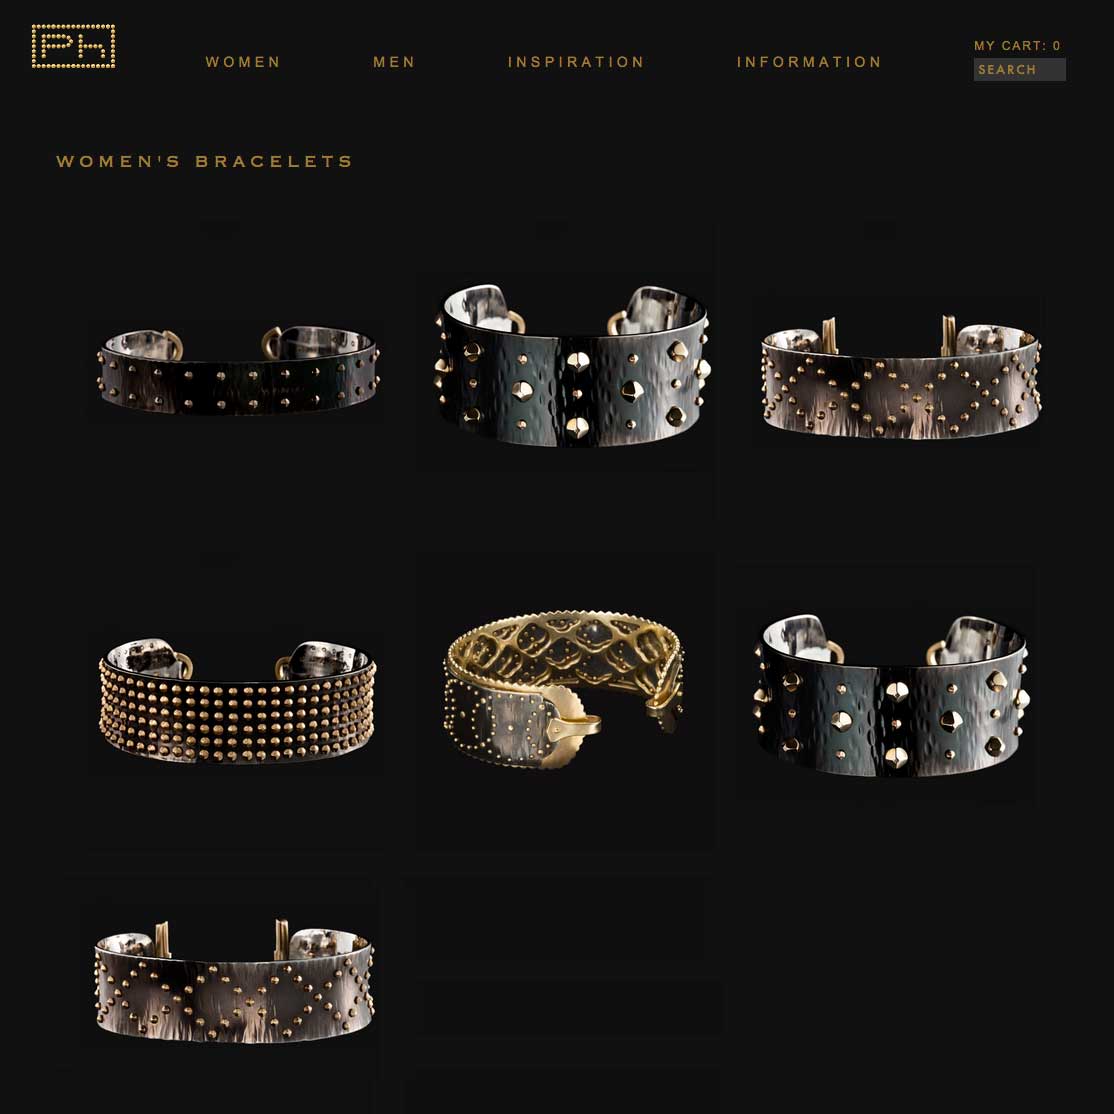 Ph
WOMEN
MEN
INSPIRATION
INFORMATION
MY CART: 0
SEARCH
WOMEN'S BRACELETS